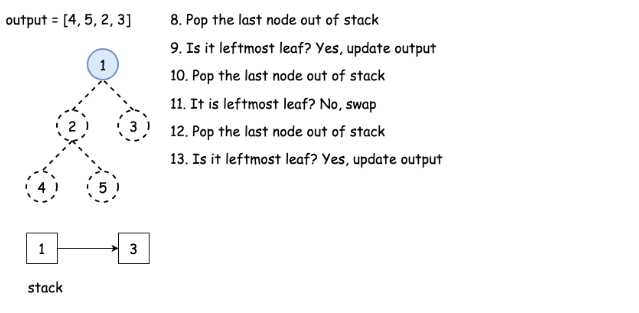 output = [4, 5, 2, 3]
8. Pop the last node out of stack
9. Is it leftmost leaf? Yes, update output
10. Pop the last node out of stack
11. It is leftmost leaf? No, swap
12. Pop the last node out of stack
13. Is it leftmost leaf? Yes, update output
1
2 3
4 5
1 3
stack